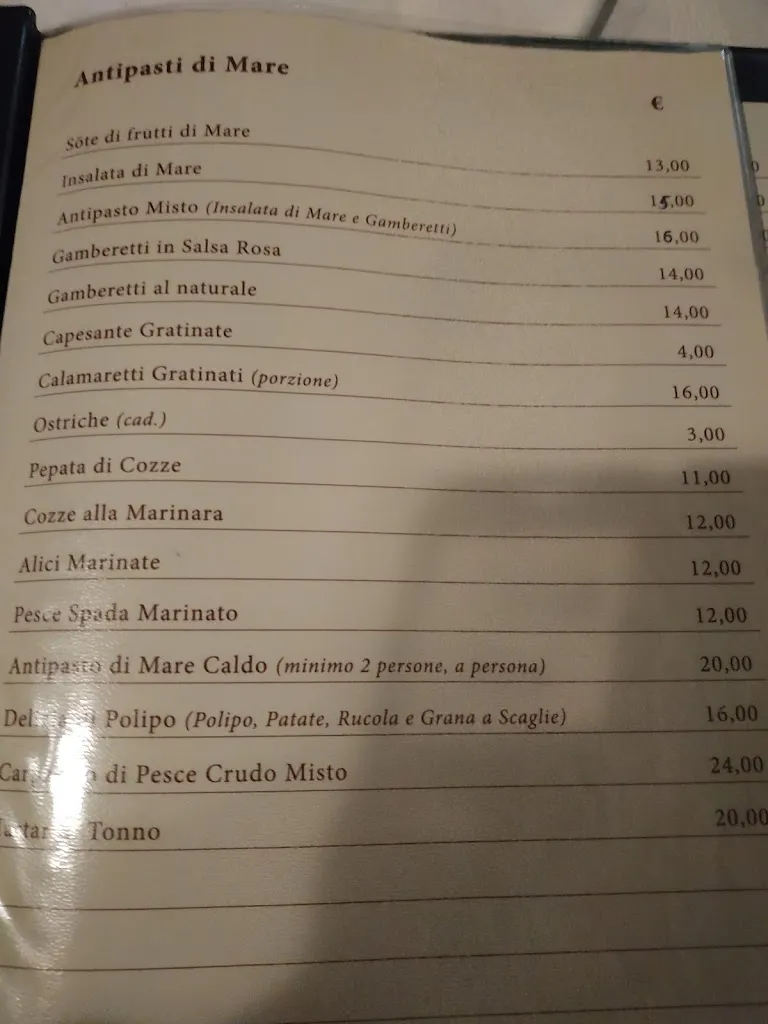 Antipasti di Mare
€
Sôte di frutti di Mare 13,00
Insalata di Mare 15,00
Antipasto Misto (Insalata di Mare e Gamberetti) 16,00
Gamberetti in Salsa Rosa 14,00
Gamberetti al naturale 14,00
Capesante Gratinate 4,00
Calamaretti Gratinati (porzione) 16,00
Ostriche (cad.) 3,00
Pepata di Cozze 11,00
Cozze alla Marinara 12,00
Alici Marinate 12,00
Pesce Spada Marinato 12,00
Antipasto di Mare Caldo (minimo 2 persone, a persona) 20,00
Polipo (Polipo, Patate, Rucola e Grana a Scaglie) 16,00
di Pesce Crudo Misto 24,00
Tonno 20,00